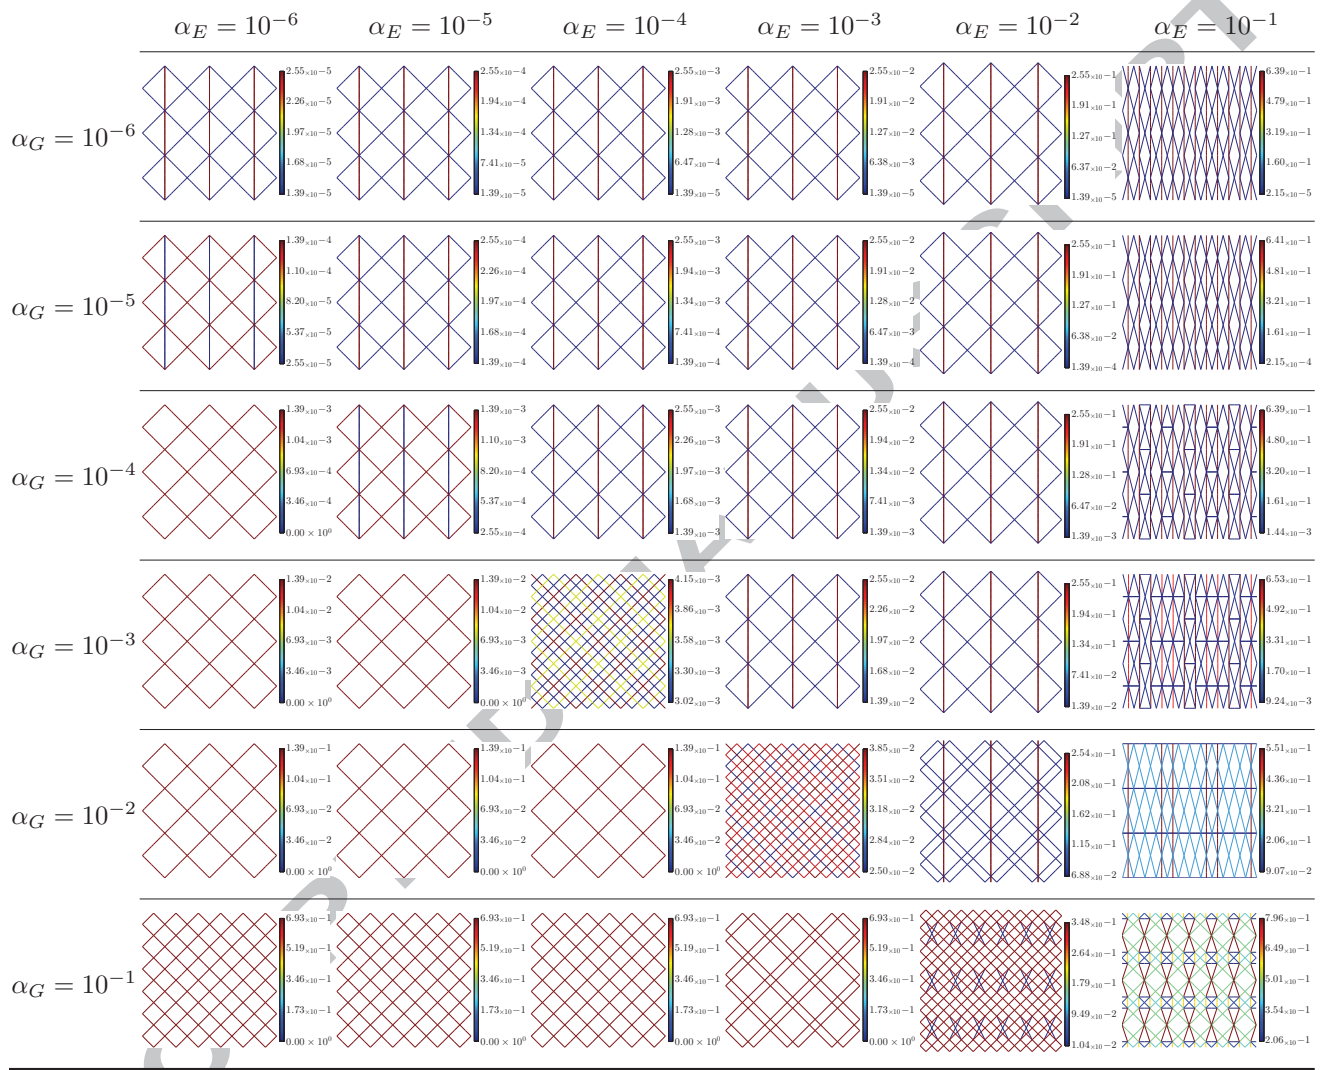 α_E = 10^−6 α_E = 10^−5 α_E = 10^−4 α_E = 10^−3 α_E = 10^−2 α_E = 10^−1
2.55×10−5 2.55×10−4 2.55×10−3 2.55×10−2 2.55×10−1 6.39×10−1
2.26×10−5 1.94×10−4 1.91×10−3 1.91×10−2 1.91×10−1 4.79×10−1
α_G = 10^−6 1.97×10−5 1.34×10−4 1.28×10−3 1.27×10−2 1.27×10−1 3.19×10−1
1.68×10−5 7.41×10−5 6.47×10−4 6.38×10−3 6.37×10−2 1.60×10−1
1.39×10−5 1.39×10−5 1.39×10−5 1.39×10−5 1.39×10−5 2.15×10−5
1.39×10−4 2.55×10−4 2.55×10−3 2.55×10−2 2.55×10−1 6.41×10−1
1.10×10−4 2.26×10−4 1.94×10−3 1.91×10−2 1.91×10−1 4.81×10−1
α_G = 10^−5 8.20×10−5 1.97×10−4 1.34×10−3 1.28×10−2 1.27×10−1 3.21×10−1
5.37×10−5 1.68×10−4 7.41×10−4 6.47×10−3 6.38×10−2 1.61×10−1
2.55×10−5 1.39×10−4 1.39×10−4 1.39×10−4 1.39×10−4 2.15×10−4
1.39×10−3 1.39×10−3 2.55×10−3 2.55×10−2 2.55×10−1 6.39×10−1
1.04×10−3 1.10×10−3 2.26×10−3 1.94×10−2 1.91×10−1 4.80×10−1
α_G = 10^−4 6.93×10−4 8.20×10−4 1.97×10−3 1.34×10−2 1.28×10−1 3.20×10−1
3.46×10−4 5.37×10−4 1.68×10−3 7.41×10−3 6.47×10−2 1.61×10−1
0.00 × 10^0 2.55×10−4 1.39×10−3 1.39×10−3 1.39×10−3 1.44×10−3
1.39×10−2 1.39×10−2 4.15×10−3 2.55×10−2 2.55×10−1 6.53×10−1
1.04×10−2 1.04×10−2 3.86×10−3 2.26×10−2 1.94×10−1 4.92×10−1
α_G = 10^−3 6.93×10−3 6.93×10−3 3.58×10−3 1.97×10−2 1.34×10−1 3.31×10−1
3.46×10−3 3.46×10−3 3.30×10−3 1.68×10−2 7.41×10−2 1.70×10−1
0.00 × 10^0 0.00 × 10^0 3.02×10−3 1.39×10−2 1.39×10−2 9.24×10−3
1.39×10−1 1.39×10−1 1.39×10−1 3.85×10−2 2.54×10−1 5.51×10−1
1.04×10−1 1.04×10−1 1.04×10−1 3.51×10−2 2.08×10−1 4.36×10−1
α_G = 10^−2 6.93×10−2 6.93×10−2 6.93×10−2 3.18×10−2 1.62×10−1 3.21×10−1
3.46×10−2 3.46×10−2 3.46×10−2 2.84×10−2 1.15×10−1 2.06×10−1
0.00 × 10^0 0.00 × 10^0 0.00 × 10^0 2.50×10−2 6.88×10−2 9.07×10−2
6.93×10−1 6.93×10−1 6.93×10−1 6.93×10−1 3.48×10−1 7.96×10−1
5.19×10−1 5.19×10−1 5.19×10−1 5.19×10−1 2.64×10−1 6.49×10−1
α_G = 10^−1 3.46×10−1 3.46×10−1 3.46×10−1 3.46×10−1 1.79×10−1 5.01×10−1
1.73×10−1 1.73×10−1 1.73×10−1 1.73×10−1 9.49×10−2 3.54×10−1
0.00 × 10^0 0.00 × 10^0 0.00 × 10^0 0.00 × 10^0 1.04×10−2 2.06×10−1